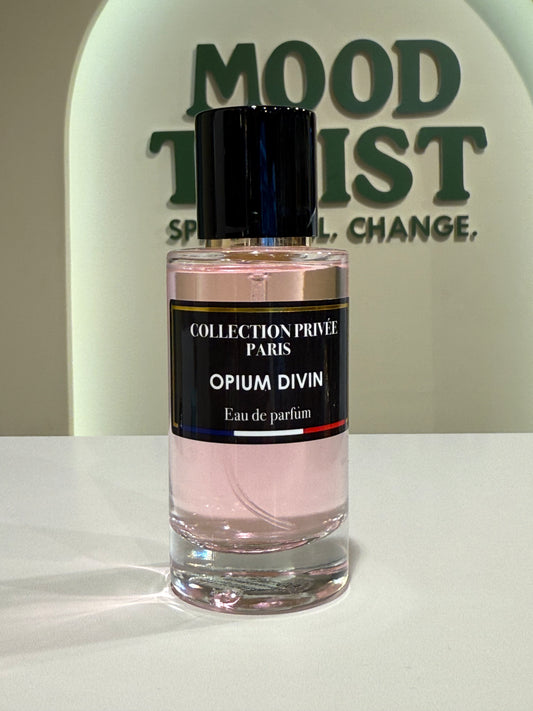 MOOD
COLLECTION PRIVÉE
PARIS
OPIUM DIVIN
Eau de parfum
CHANGE.